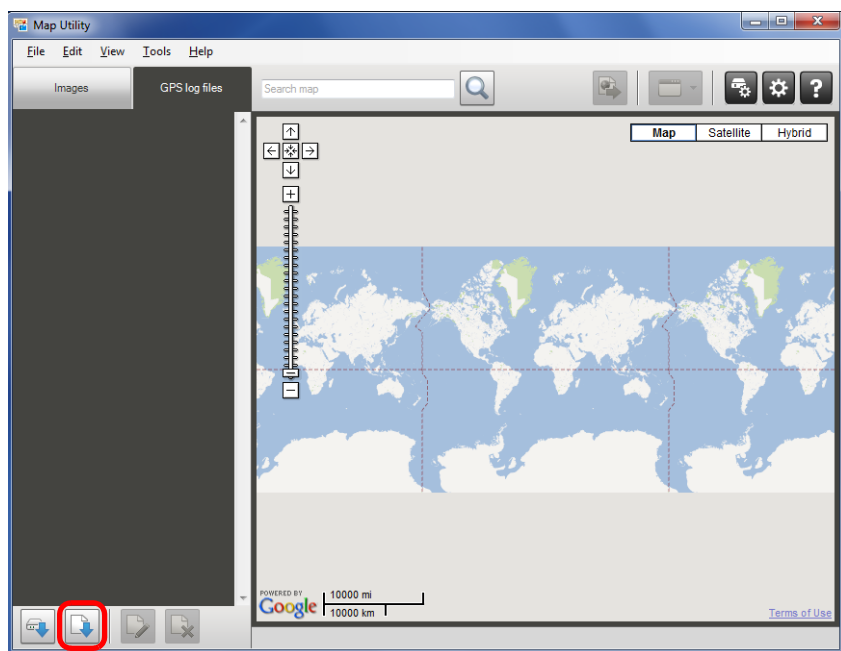 Map Utility
File Edit View Tools Help
Images GPS log files Search map ?
Map Satellite Hybrid
POWERED BY
Google
10000 mi
10000 km
Terms of Use